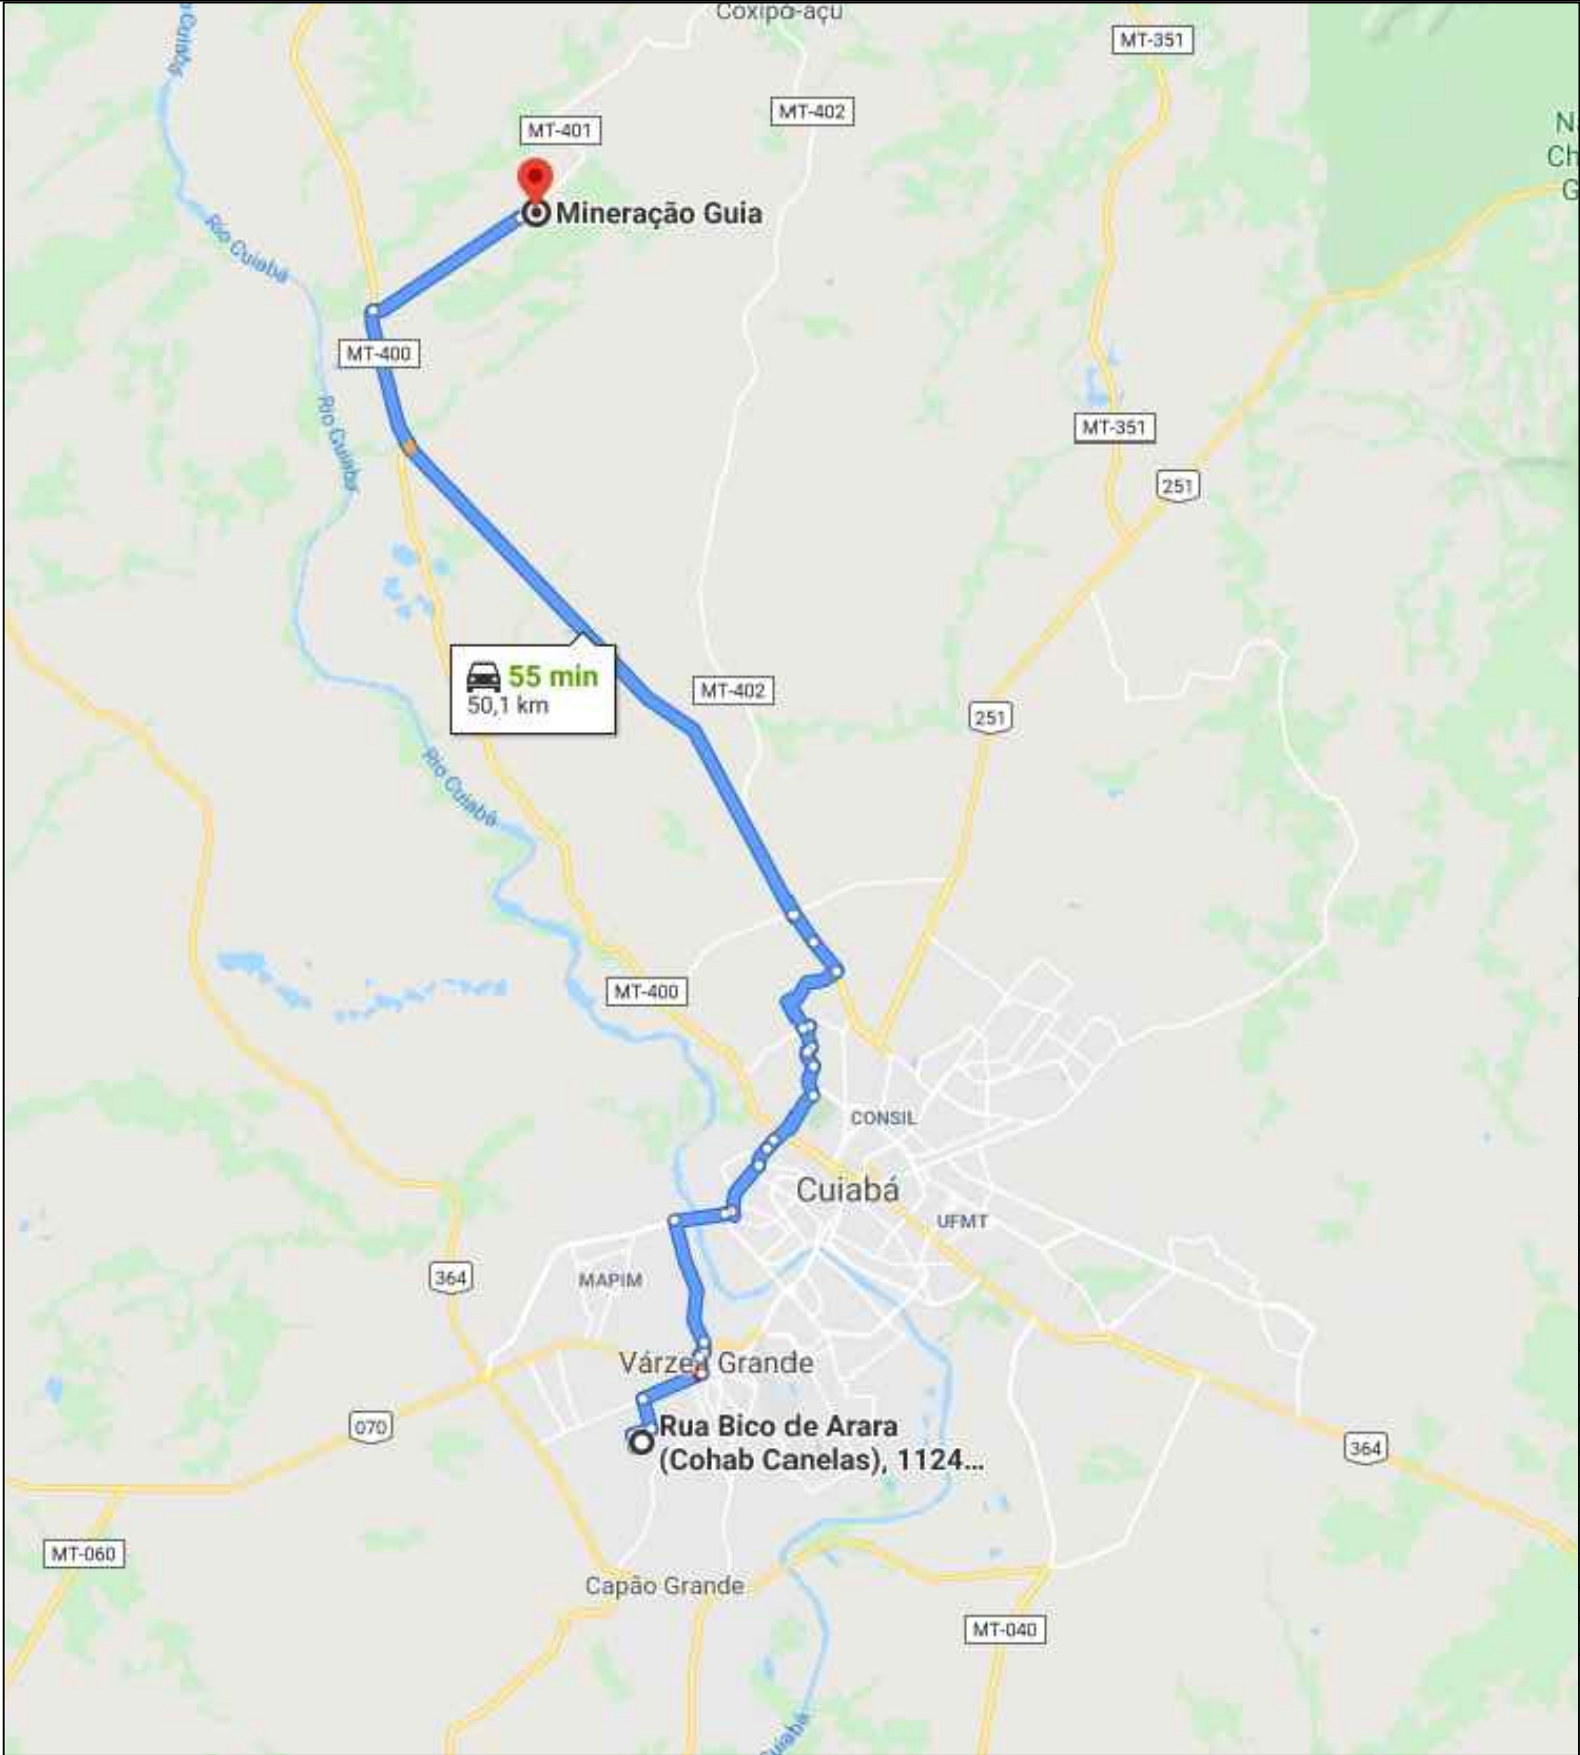 Coxipó-açu
MT-351
MT-402
Cuiabá
MT-401
Mineração Guia
Rio Cuiabá
MT-400
Rio Cuiabá
MT-351
251
55 min
50,1 km
MT-402
251
Rio Cuiabá
MT-400
CONSIL
Cuiabá
UFMT
364
MAPIM
Várzea Grande
070
Rua Bico de Arara
(Cohab Canelas), 1124...
364
MT-060
Capão Grande
MT-040